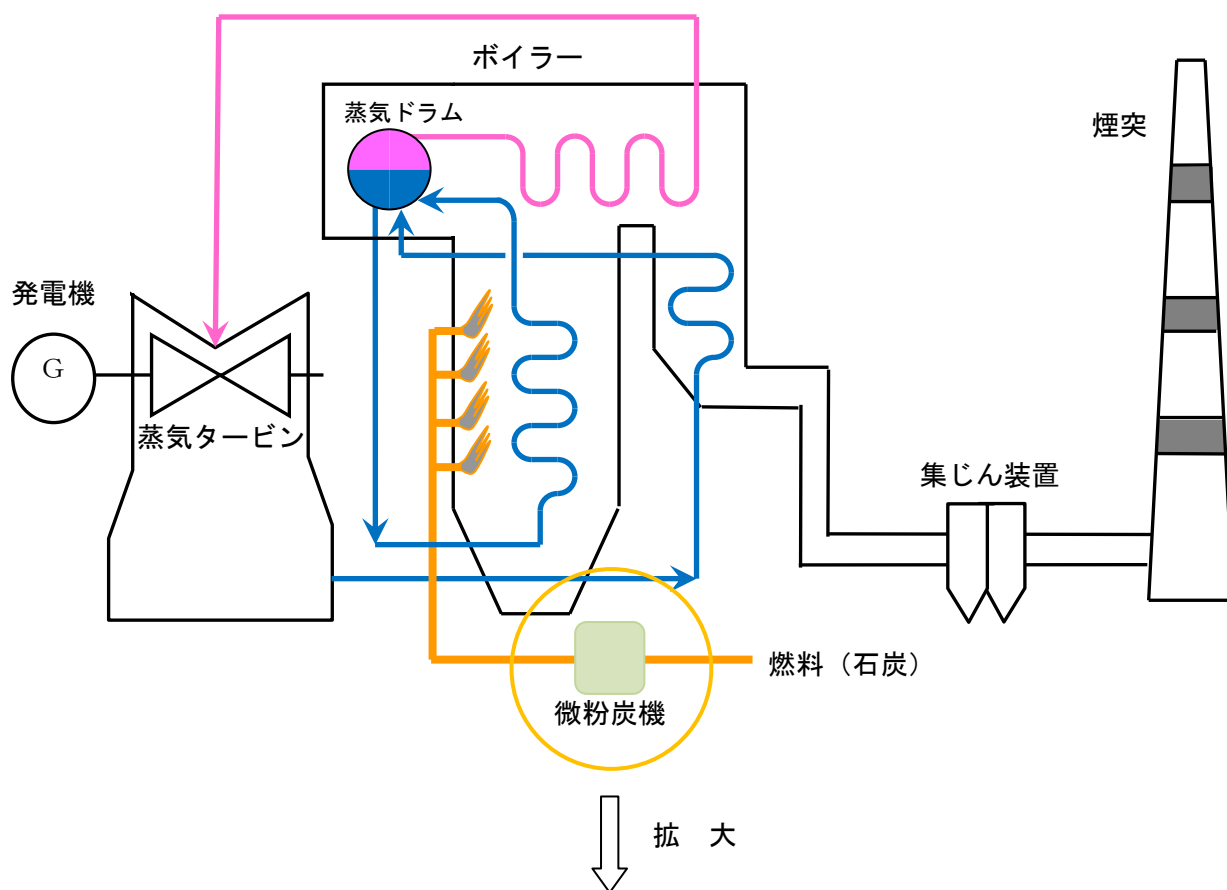 ボイラー
蒸気ドラム
煙突
発電機
G
蒸気タービン
集じん装置
燃料（石炭）
微粉炭機
拡　大